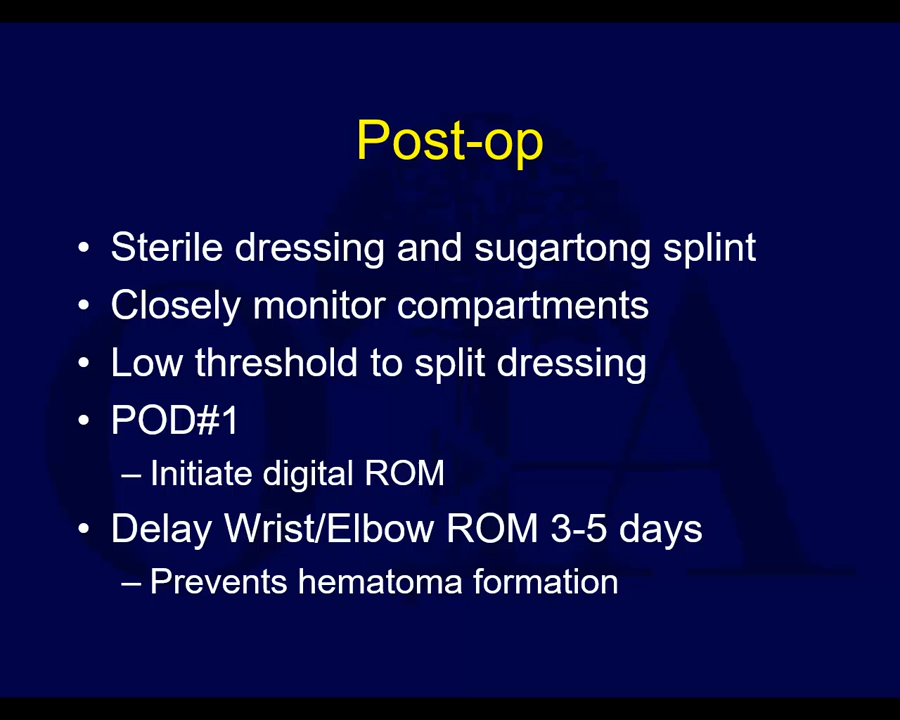 Post-op
• Sterile dressing and sugartong splint
• Closely monitor compartments
• Low threshold to split dressing
• POD#1
– Initiate digital ROM
• Delay Wrist/Elbow ROM 3-5 days
– Prevents hematoma formation
OTA